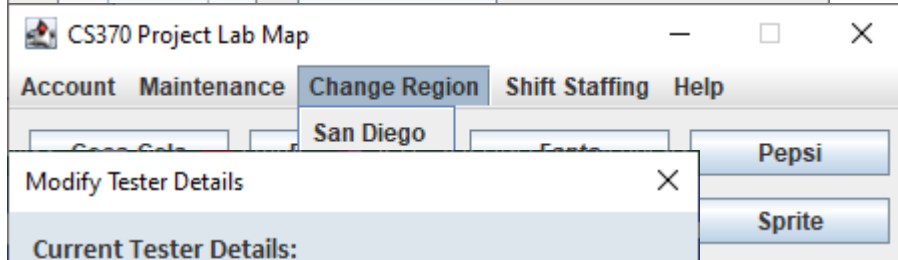 CS370 Project Lab Map
Account Maintenance Change Region Shift Staffing Help
San Diego
Pepsi
Modify Tester Details
Sprite
Current Tester Details: